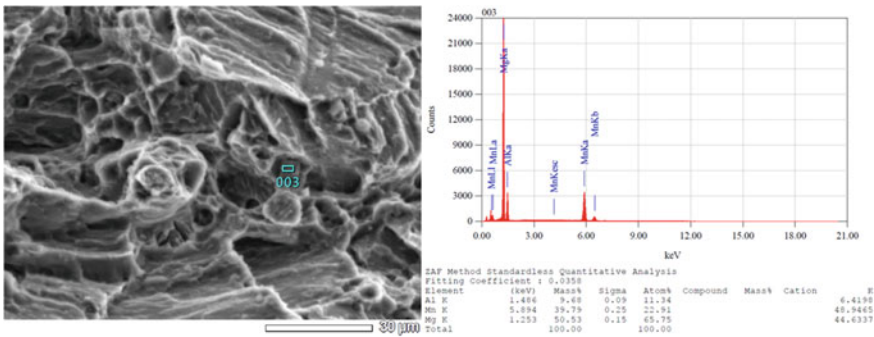 003
30 μm
003
24000
21000
18000
15000
12000
9000
6000
3000
0
Counts
MnLl
MnLa
MgKa
AlKa
MnKesc
MnKa
MnKb
0.00 3.00 6.00 9.00 12.00 15.00 18.00 21.00
keV
ZAF Method Standardless Quantitative Analysis
Fitting Coefficient : 0.0358
Element (keV) Mass% Sigma Atom% Compound Mass% Cation K
Al K 1.486 9.68 0.09 11.34 6.4198
Mn K 5.894 39.79 0.25 22.91 48.9465
Mg K 1.253 50.53 0.15 65.75 44.6337
Total 100.00 100.00